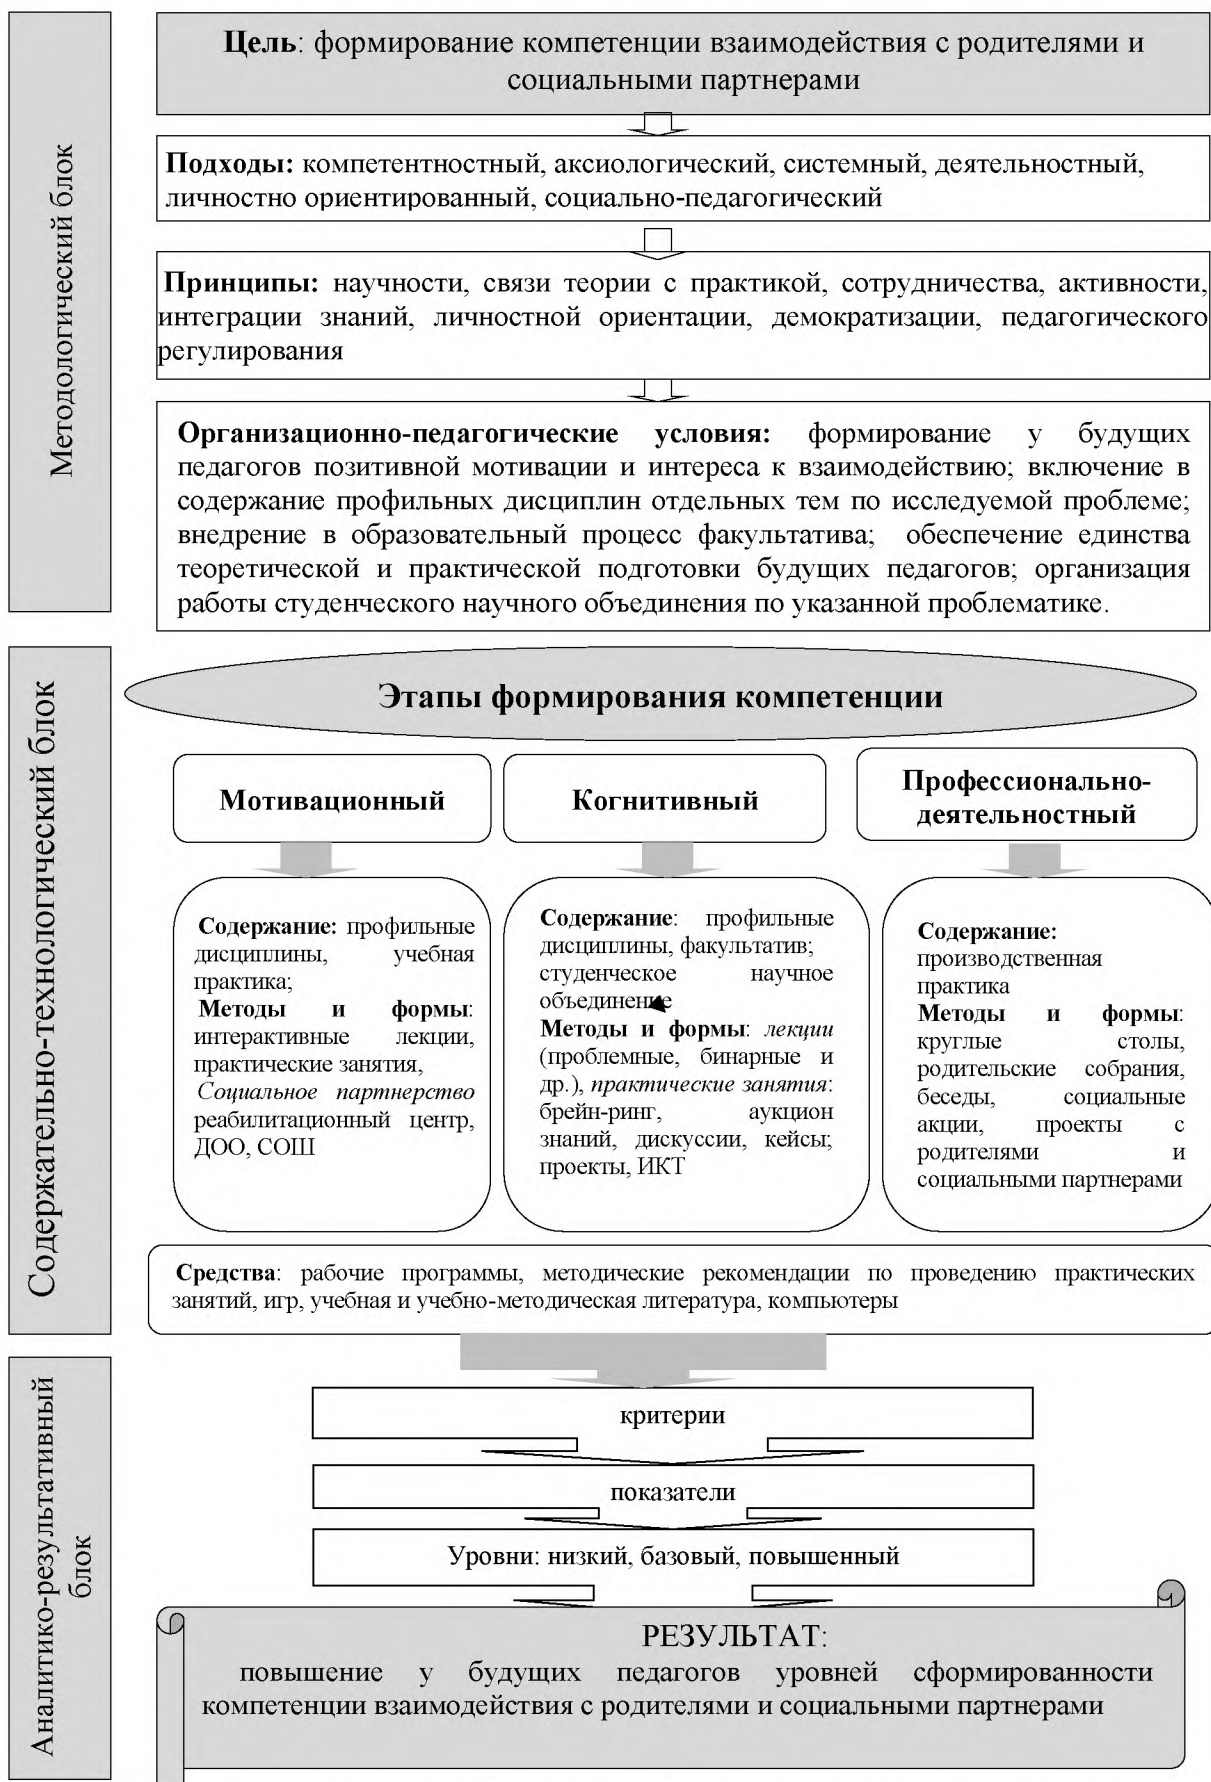 Методологический блок
Цель: формирование компетенции взаимодействия с родителями и
социальными партнерами
Подходы: компетентностный, аксиологический, системный, деятельностный,
личностно ориентированный, социально-педагогический
Принципы: научности, связи теории с практикой, сотрудничества, активности,
интеграции знаний, личностной ориентации, демократизации, педагогического
регулирования
Организационно-педагогические условия: формирование у будущих
педагогов позитивной мотивации и интереса к взаимодействию; включение в
содержание профильных дисциплин отдельных тем по исследуемой проблеме;
внедрение в образовательный процесс факультатива; обеспечение единства
теоретической и практической подготовки будущих педагогов; организация
работы студенческого научного объединения по указанной проблематике.
Содержательно-технологический блок
Этапы формирования компетенции
Мотивационный
Содержание: профильные
дисциплины, учебная
практика;
Методы и формы:
интерактивные лекции,
практические занятия,
Социальное партнерство
реабилитационный центр,
ДОО, СОШ
Когнитивный
Содержание: профильные
дисциплины, факультатив;
студенческое научное
объединение
Методы и формы: лекции
(проблемные, бинарные и
др.), практические занятия:
брейн-ринг, аукцион
знаний, дискуссии, кейсы;
проекты, ИКТ
Профессионально-
деятельностный
Содержание:
производственная
практика
Методы и формы:
круглые столы,
родительские собрания,
беседы, социальные
акции, проекты с
родителями и
социальными партнерами
Средства: рабочие программы, методические рекомендации по проведению практических
занятий, игр, учебная и учебно-методическая литература, компьютеры
Аналитико-результативный
блок
критерии
показатели
Уровни: низкий, базовый, повышенный
РЕЗУЛЬТАТ:
повышение у будущих педагогов уровней сформированности
компетенции взаимодействия с родителями и социальными партнерами